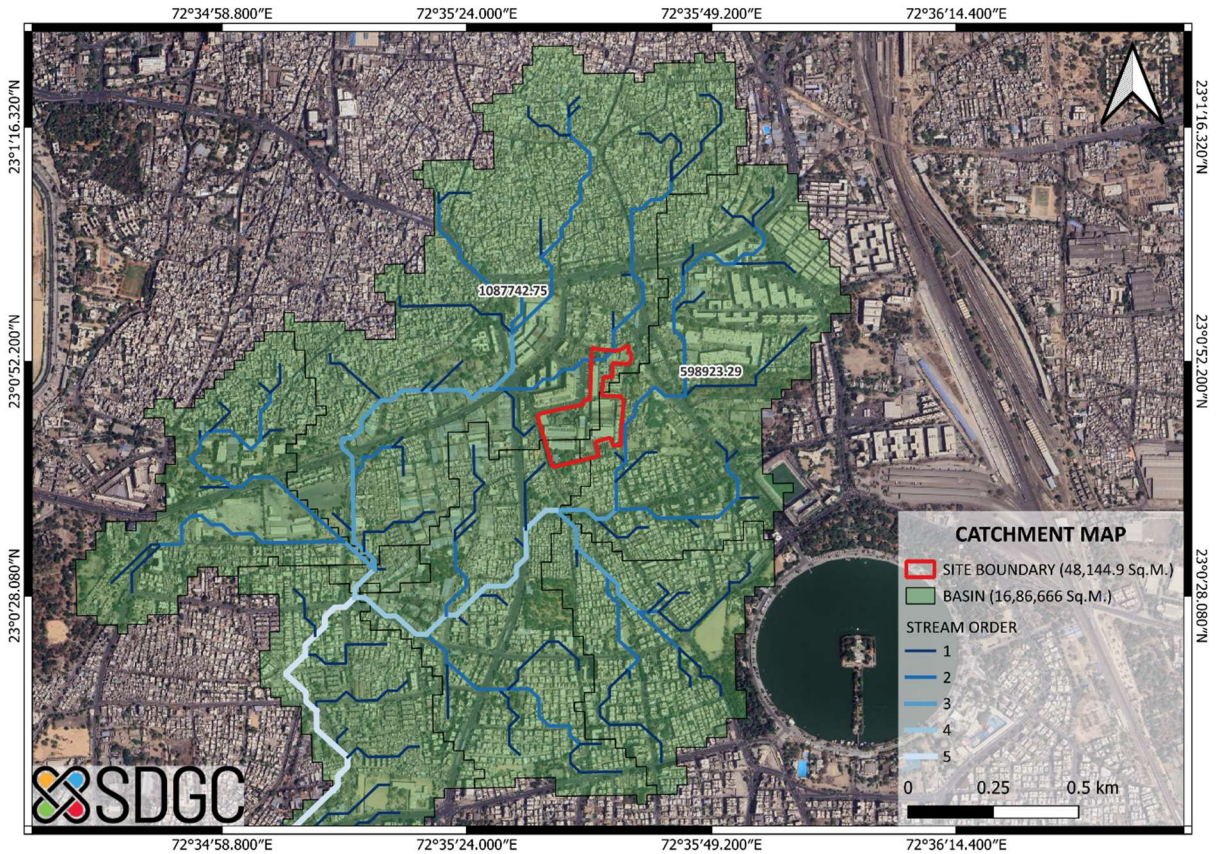 72°34′58.800″E 72°35′24.000″E 72°35′49.200″E 72°36′14.400″E
23°1′16.320″N
23°1′16.320″N
1087742.75
23°0′52.200″N
23°0′52.200″N
598923.29
CATCHMENT MAP
SITE BOUNDARY (48,144.9 Sq.M.)
BASIN (16,86,666 Sq.M.)
STREAM ORDER
1
2
3
4
5
23°0′28.080″N
23°0′28.080″N
0 0.25 0.5 km
SDGC
72°34′58.800″E 72°35′24.000″E 72°35′49.200″E 72°36′14.400″E